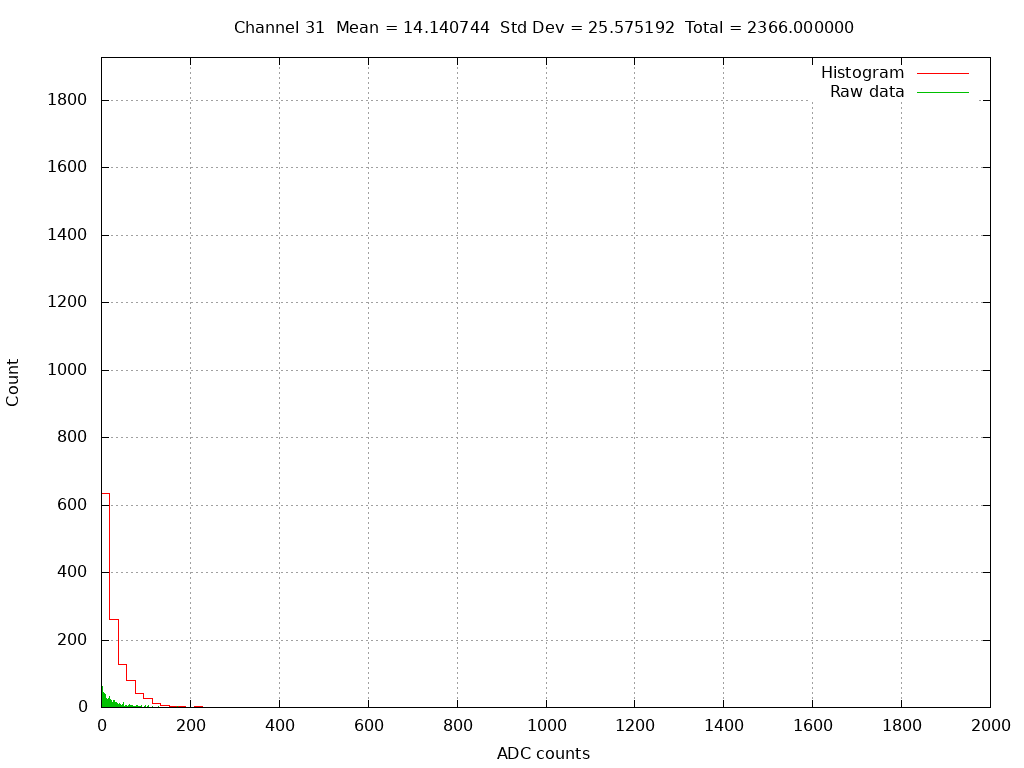 Channel 31  Mean = 14.140744  Std Dev = 25.575192  Total = 2366.000000
Histogram
Raw data
1800
1600
1400
1200
1000
800
600
400
200
0
Count
0 200 400 600 800 1000 1200 1400 1600 1800 2000
ADC counts